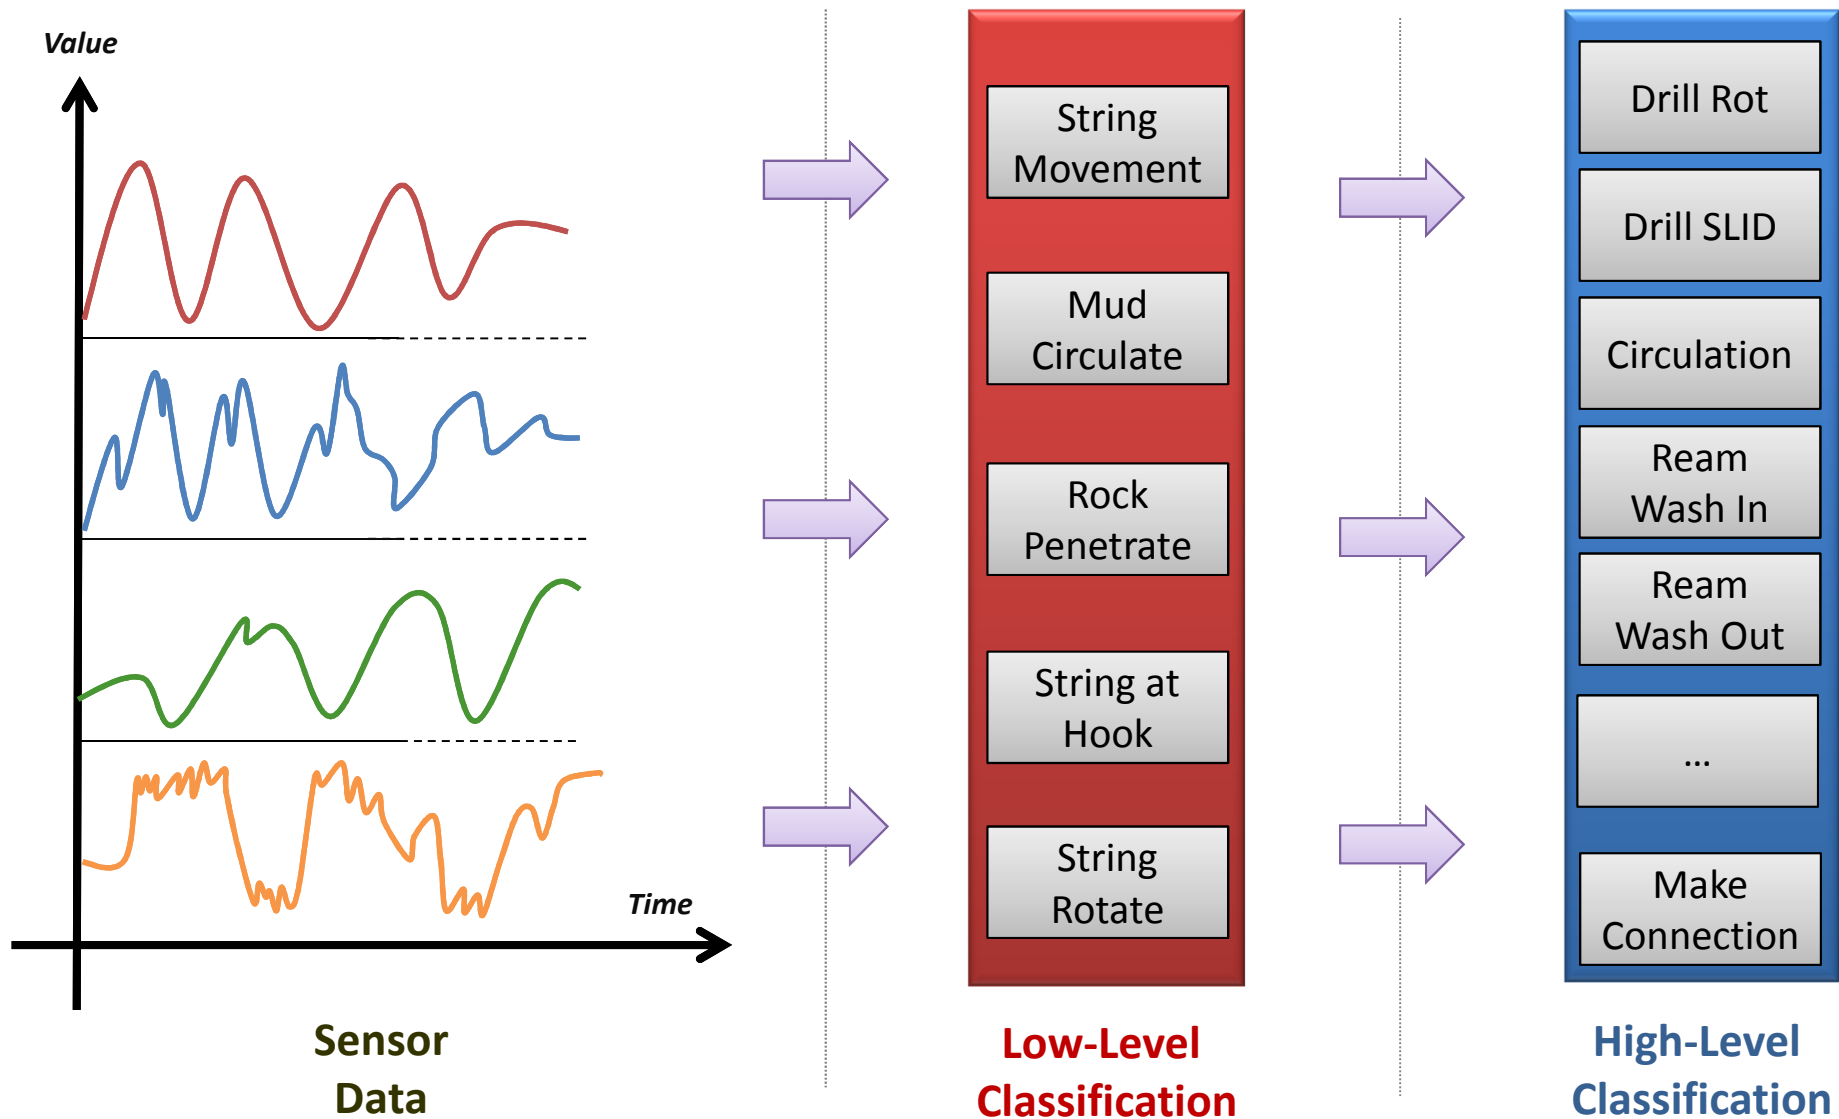 Value
Time
Sensor
Data
String
Movement
Mud
Circulate
Rock
Penetrate
String at
Hook
String
Rotate
Low-Level
Classification
Drill Rot
Drill SLID
Circulation
Ream
Wash In
Ream
Wash Out
...
Make
Connection
High-Level
Classification